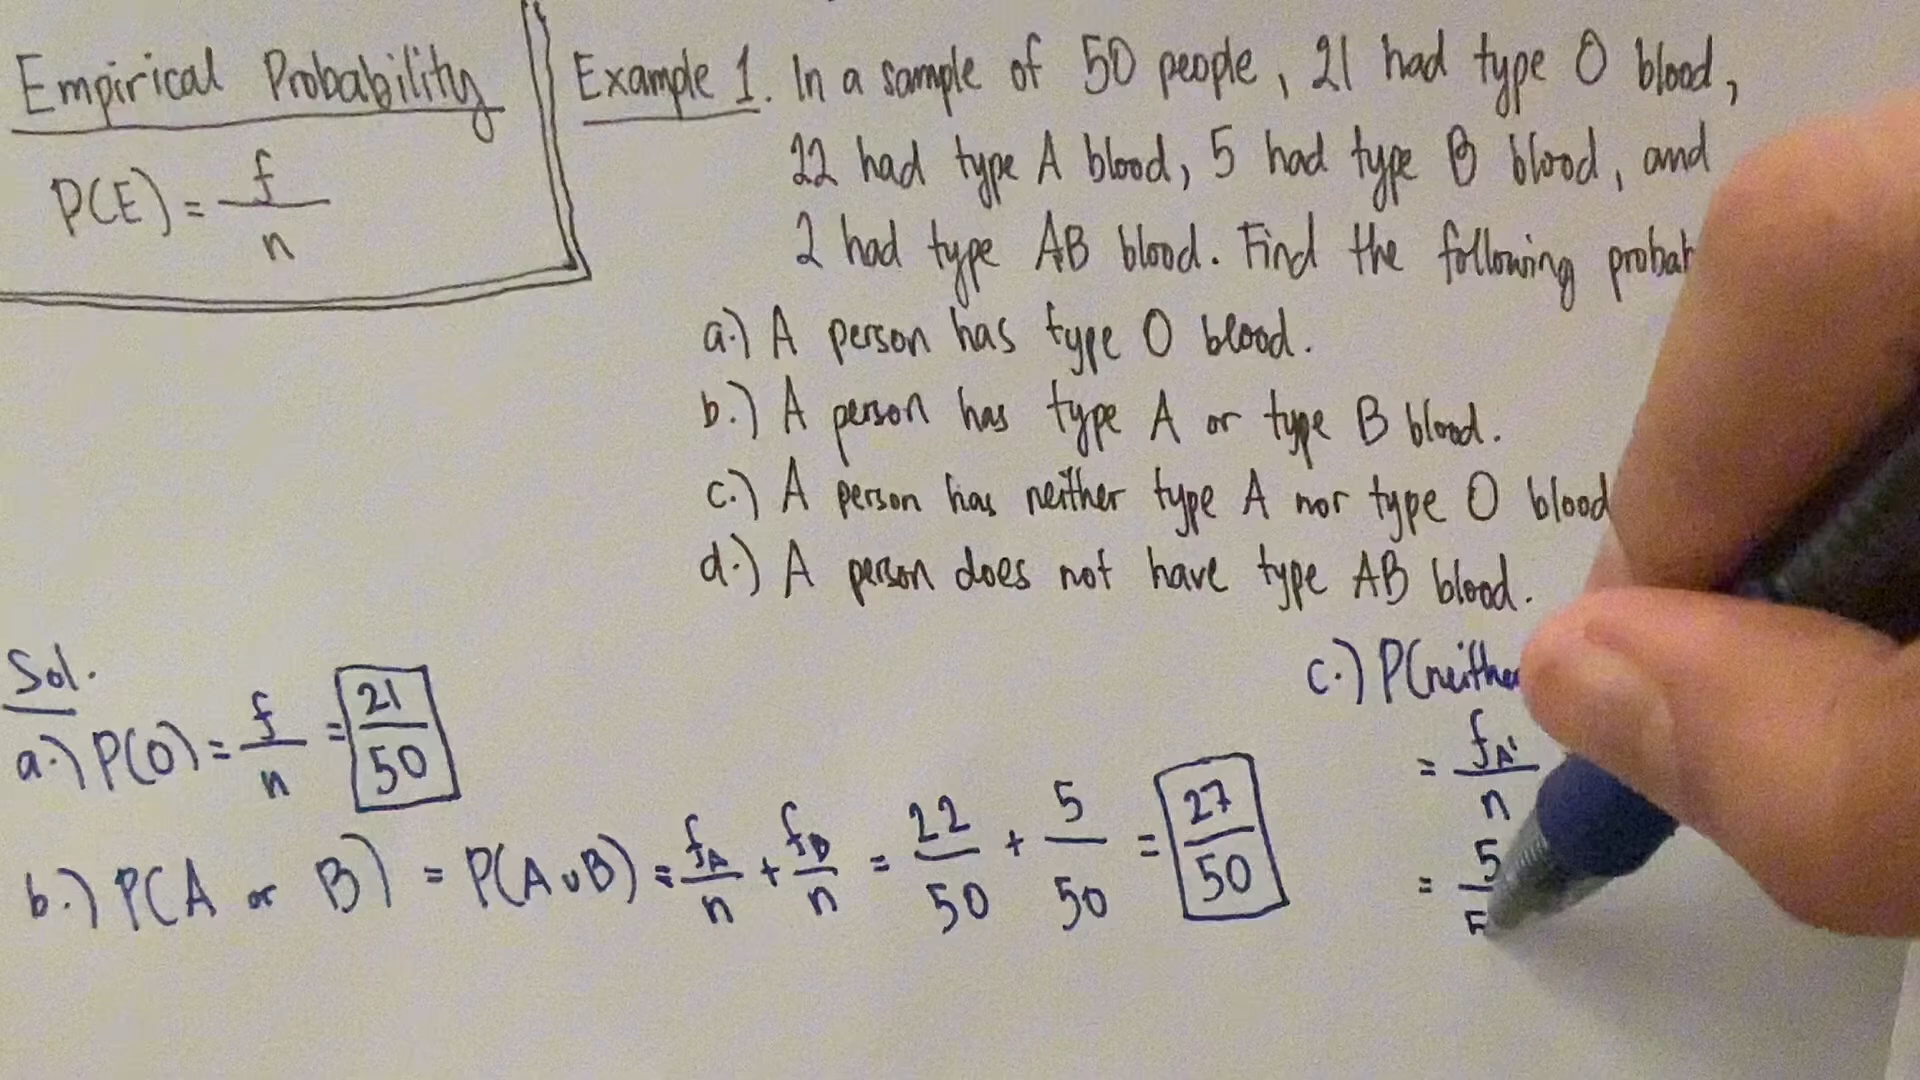 Empirical Probability
P(E) = f/n
Example 1. In a sample of 50 people, 21 had type O blood,
22 had type A blood, 5 had type B blood, and
2 had type AB blood. Find the following probab
a.) A person has type O blood.
b.) A person has type A or type B blood.
c.) A person has neither type A nor type O blood
d.) A person does not have type AB blood.
Sol.
a.) P(O) = f/n = 21/50
b.) P(A or B) = P(A∪B) = fA/n + fB/n = 22/50 + 5/50 = 27/50
c.) P(neither
= fA'/n
= 5/5